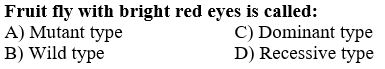 Fruit fly with bright red eyes is called:
A) Mutant type C) Dominant type
B) Wild type D) Recessive type